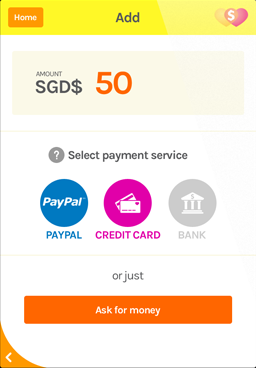 Home
Add
$
AMOUNT
SGD$ 50
? Select payment service
PayPal
$
PAYPAL CREDIT CARD BANK
or just
Ask for money